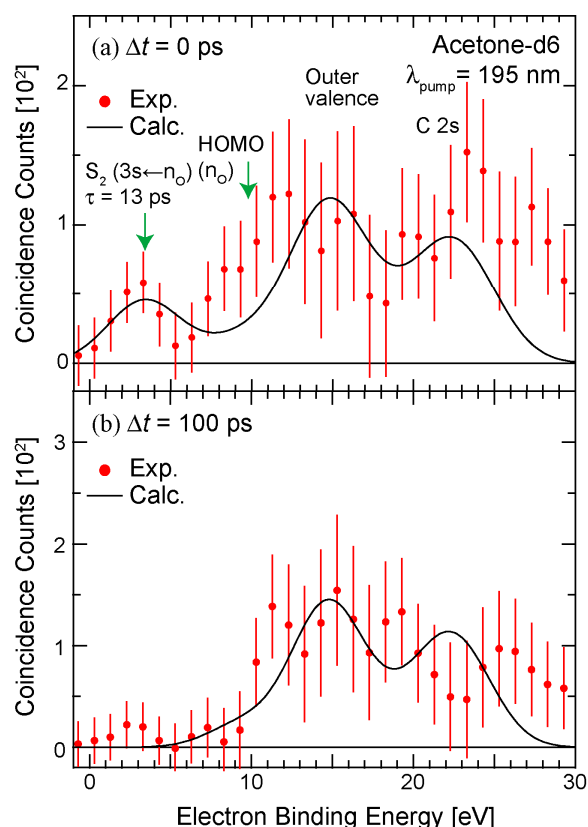 (a) Δt = 0 ps
Acetone-d6
λpump = 195 nm
Exp.
Calc.
Outer
valence
C 2s
HOMO
(nO)
S2 (3s←nO)
τ = 13 ps
2
1
0
Coincidence Counts [10²]
(b) Δt = 100 ps
Exp.
Calc.
3
2
1
0
Coincidence Counts [10²]
0 10 20 30
Electron Binding Energy [eV]